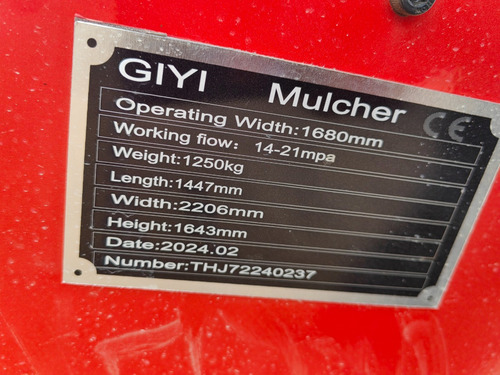 GIYI Mulcher
CE
Operating Width:1680mm
Working fiow: 14-21mpa
Weight:1250kg
Length:1447mm
Width:2206mm
Height:1643mm
Date:2024.02
Number:THJ72240237